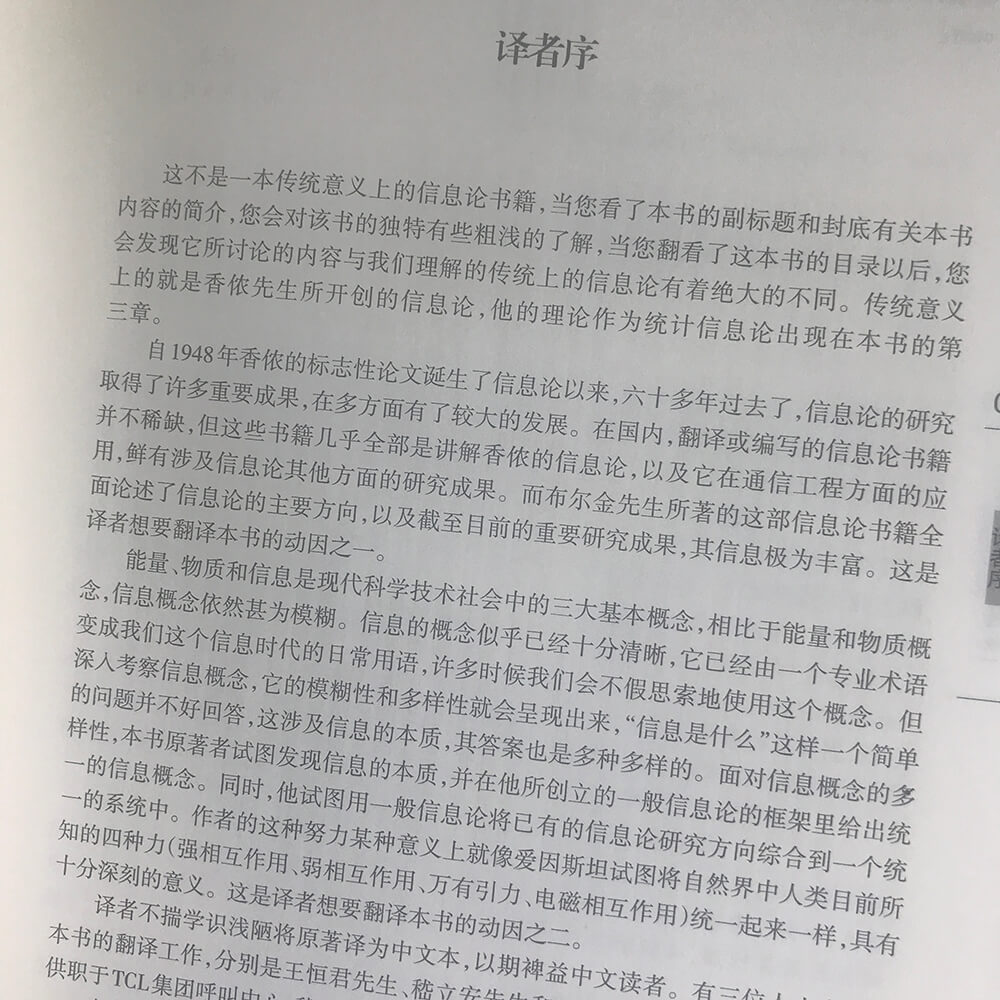 译者序
这不是一本传统意义上的信息论书�，当您看了本书的副标题和封底有关本书
内容的简介，您会对该书的独特有些粗浅的了解，当您翻看了这本书的目录以后，您
会发现它所讨论的内容与我们理解的传统上的信息论有着绝大的不同。传统意义
上的就是香侬先生所开创的信息论，他的理论作为统计信息论出现在本书的第
三章。
自1948年香侬的标志性论文诞生了信息论以来，六十多年过去了，信息论的研究
取得了许多重要成果，在多方面有了较大的发展。在国内，翻译或编写的信息论书籍
并不稀缺，但这些书籍几乎全部是讲解香侬的信息论，以及它在通信工程方面的应
用，鲜有涉及信息论其他方面的研究成果。而布尔金先生所著的这部信息论书籍全
面论述了信息论的主要方向，以及截至目前的重要研究成果，其信息极为丰富。这是
译者想要翻译本书的动因之一。
能量、物质和信息是现代科学技术社会中的三大基本概念，相比于能量和物质概
念，信息概念依然甚为模糊。信息的概念似乎已经十分清晰，它已经由一个专业术语
变成我们这个信息时代的日常用语，许多时候我们会不假思索地使用这个概念。但
深入考察信息概念，它的模糊性和多样性就会呈现出来，“信息是什么”这样一个简单
的问题并不好回答，这涉及信息的本质，其答案也是多种多样的。面对信息概念的多
样性，本书原著者试图发现信息的本质，并在他所创立的一般信息论的框架里给出统
一的信息概念。同时，他试图用一般信息论将已有的信息论研究方向综合到一个统
一的系统中。作者的这种努力某种意义上就像爱因斯坦试图将自然界中人类目前所
知的四种力（强相互作用、弱相互作用、万有引力、电磁相互作用）统一起来一样，具有
十分深刻的意义。这是译者想要翻译本书的动因之二。
译者不揣学识浅陋将原著译为中文本，以期裨益中文读者。有三位人
本书的翻译工作，分别是王恒君先生、嵇立安先生和
供职于TCL集团呼叫中心
译者序